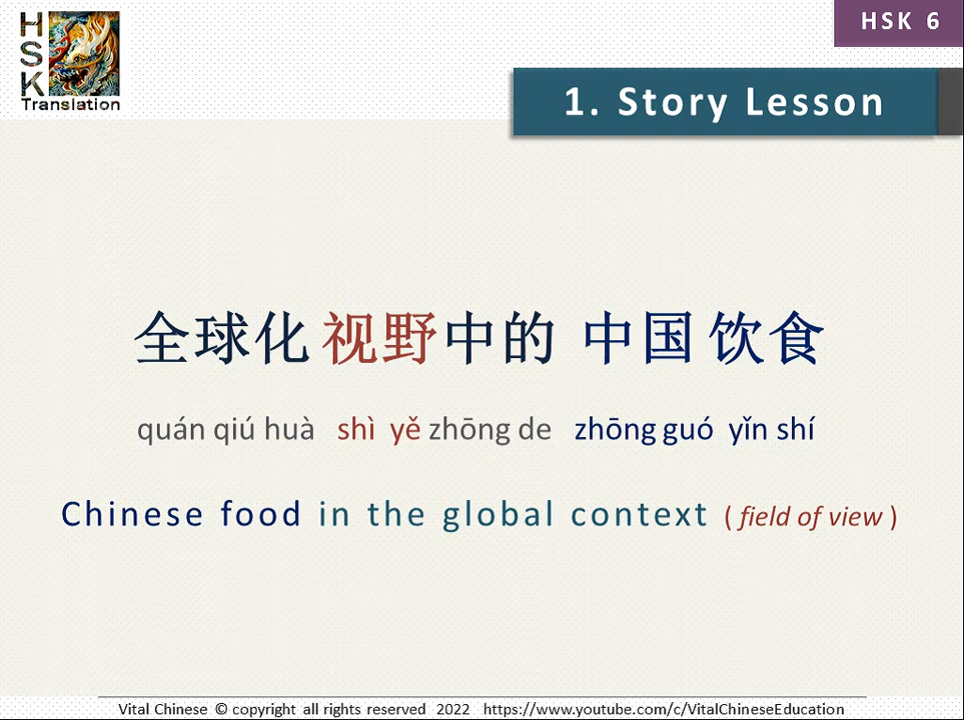 HSK
Translation
HSK 6
1. Story Lesson
全球化 视野中的 中国 饮食
quán qiú huà shì yě zhōng de zhōng guó yǐn shí
Chinese food in the global context ( field of view )
Vital Chinese © copyright all rights reserved 2022 https://www.youtube.com/c/VitalChineseEducation